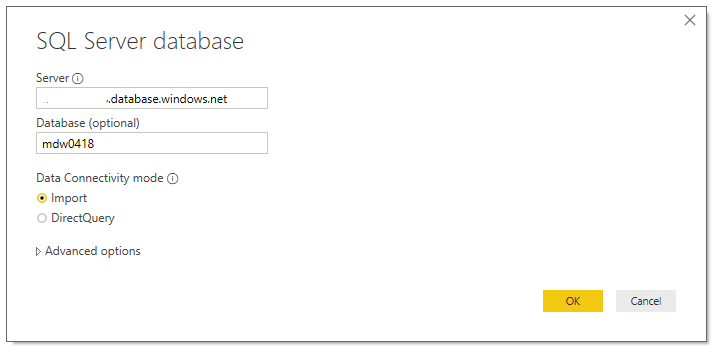 SQL Server database
Server
.database.windows.net
Database (optional)
mdw0418
Data Connectivity mode
Import
DirectQuery
Advanced options
OK
Cancel